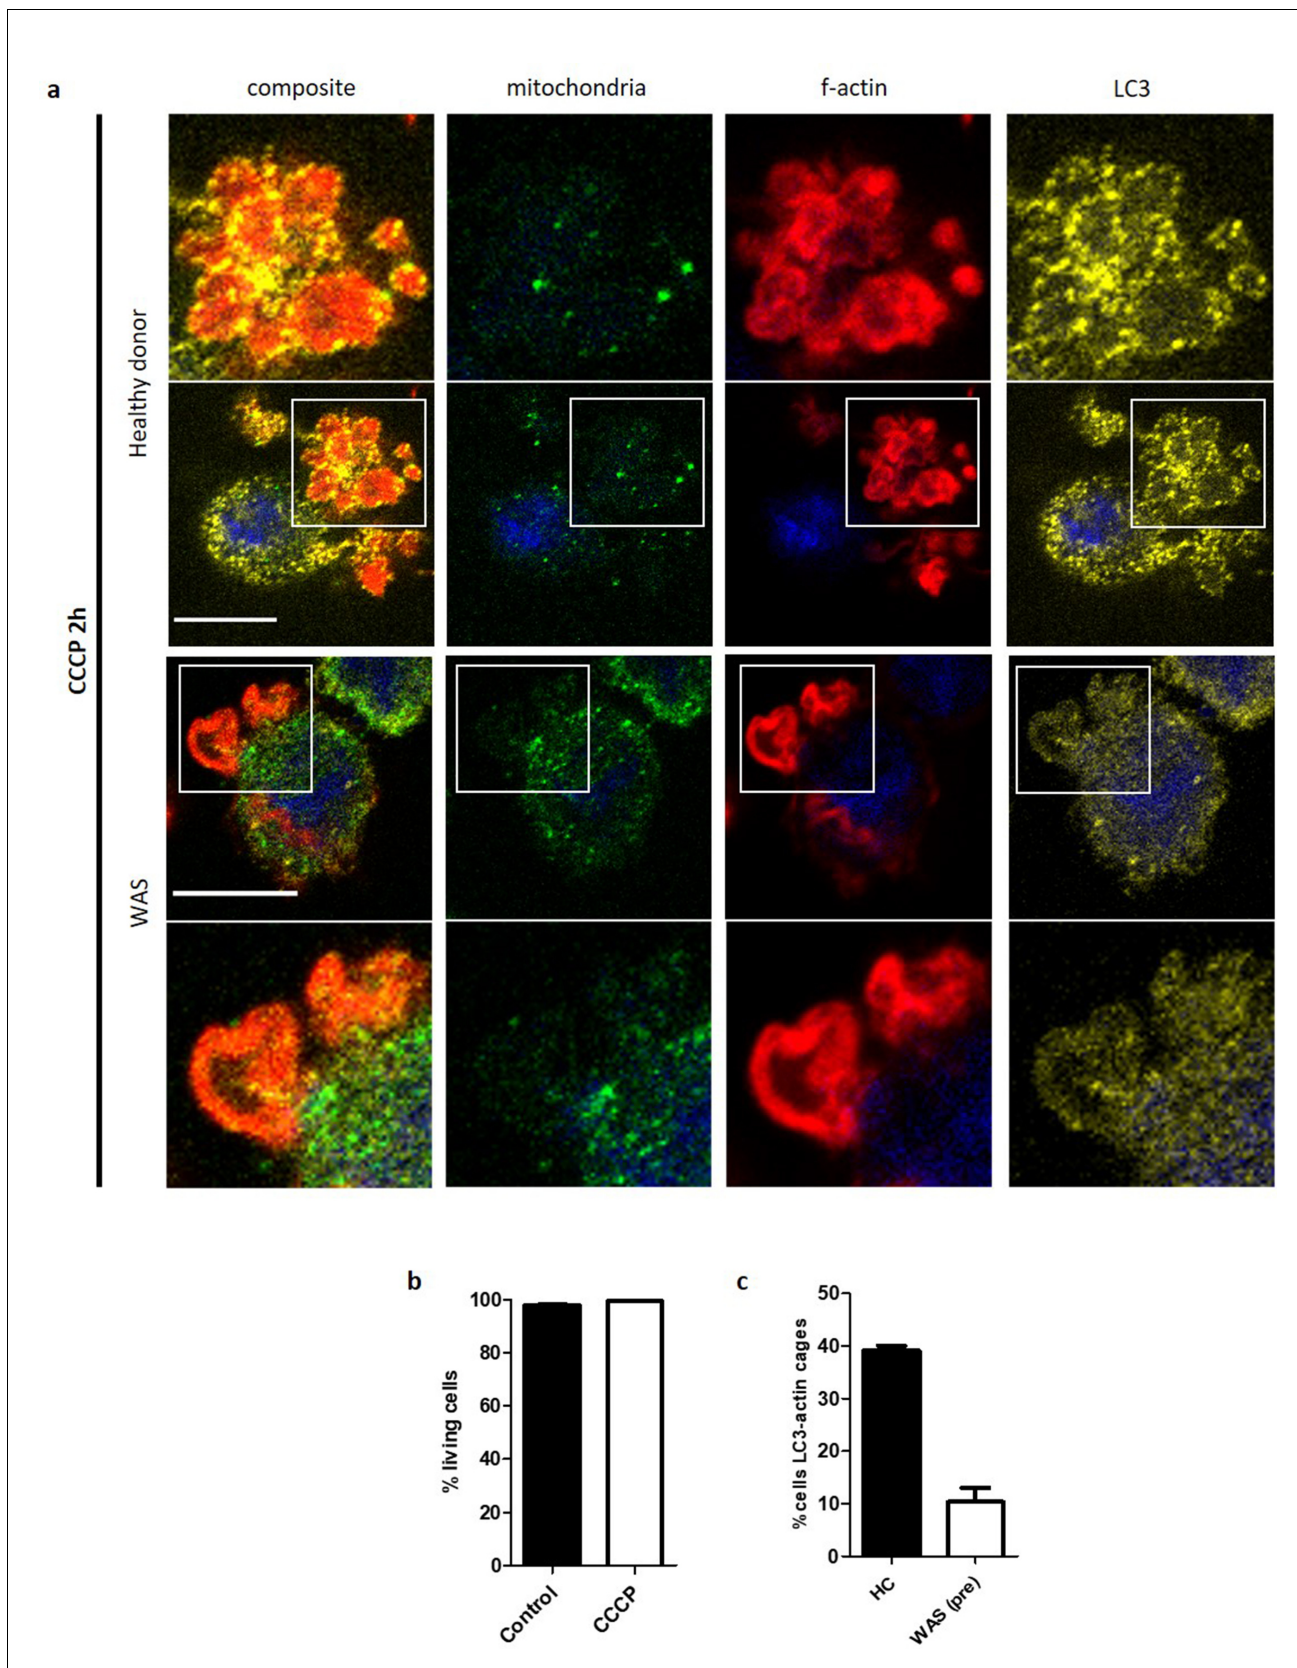 a
composite mitochondria f-actin LC3
Healthy donor
CCCP 2h
WAS
b
% living cells
100
80
60
40
20
0
Control
CCCP
c
% cells LC3-actin cages
50
40
30
20
10
0
HC
WAS (pre)